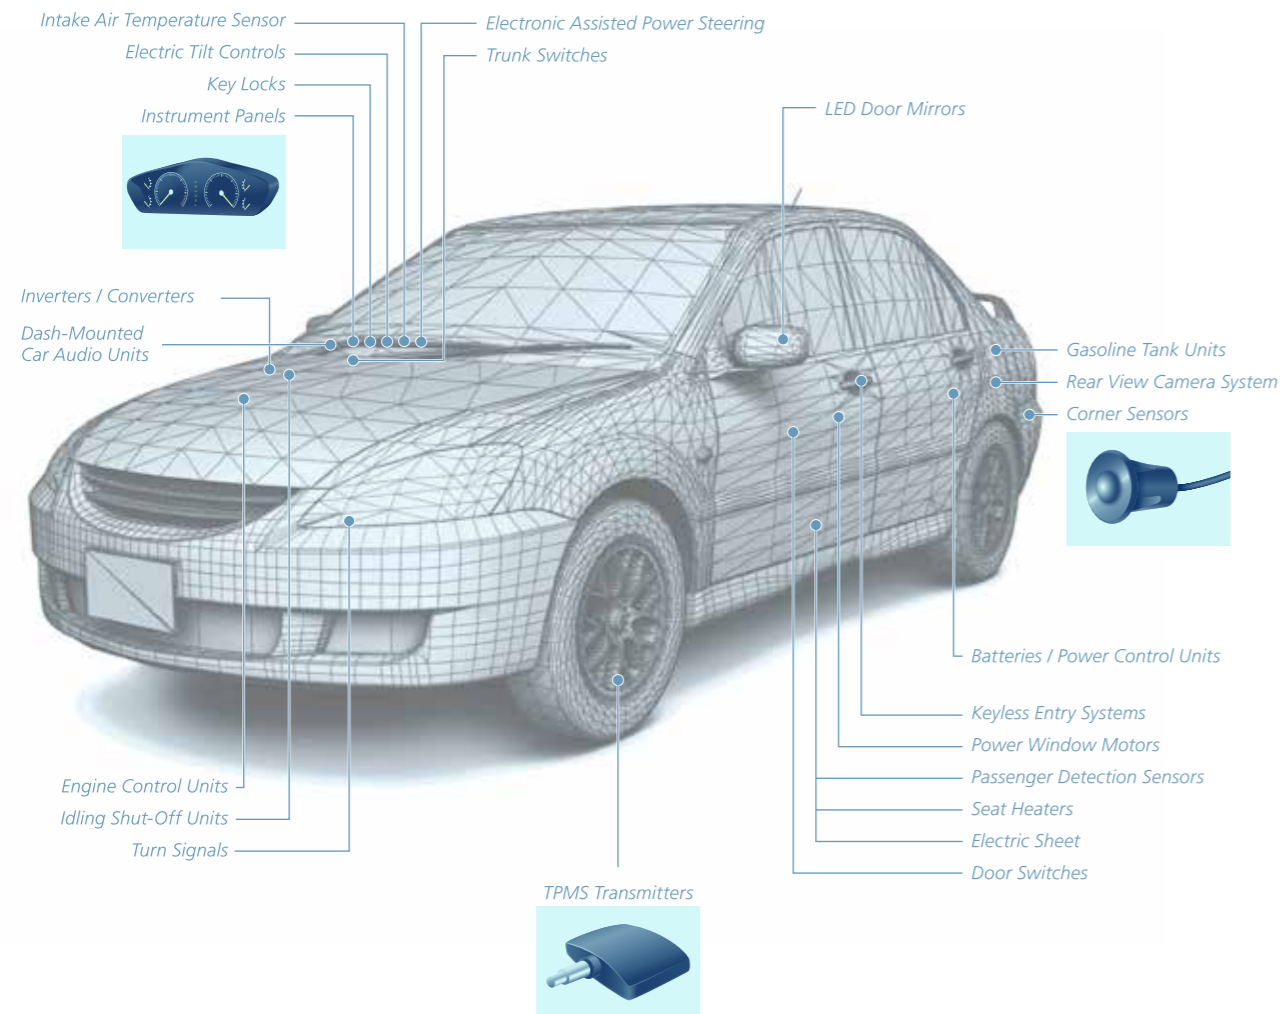 Intake Air Temperature Sensor
Electric Tilt Controls
Key Locks
Instrument Panels
Electronic Assisted Power Steering
Trunk Switches
LED Door Mirrors
Inverters / Converters
Dash-Mounted
Car Audio Units
Gasoline Tank Units
Rear View Camera System
Corner Sensors
Batteries / Power Control Units
Keyless Entry Systems
Power Window Motors
Passenger Detection Sensors
Seat Heaters
Electric Sheet
Door Switches
Engine Control Units
Idling Shut-Off Units
Turn Signals
TPMS Transmitters